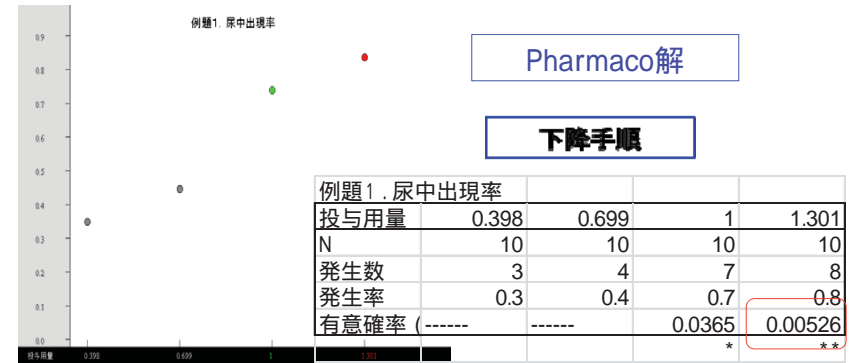 例題1. 尿中出現率
0.9
0.8
0.7
0.6
0.5
0.4
0.3
0.2
0.1
0.0
投与用量 0.398 0.699 1 1.301
Pharmaco解
下降手順
例題1.尿中出現率
投与用量 0.398 0.699 1 1.301
N 10 10 10 10
発生数 3 4 7 8
発生率 0.3 0.4 0.7 0.8
有意確率 ( ------ ------ 0.0365 0.00526
* **